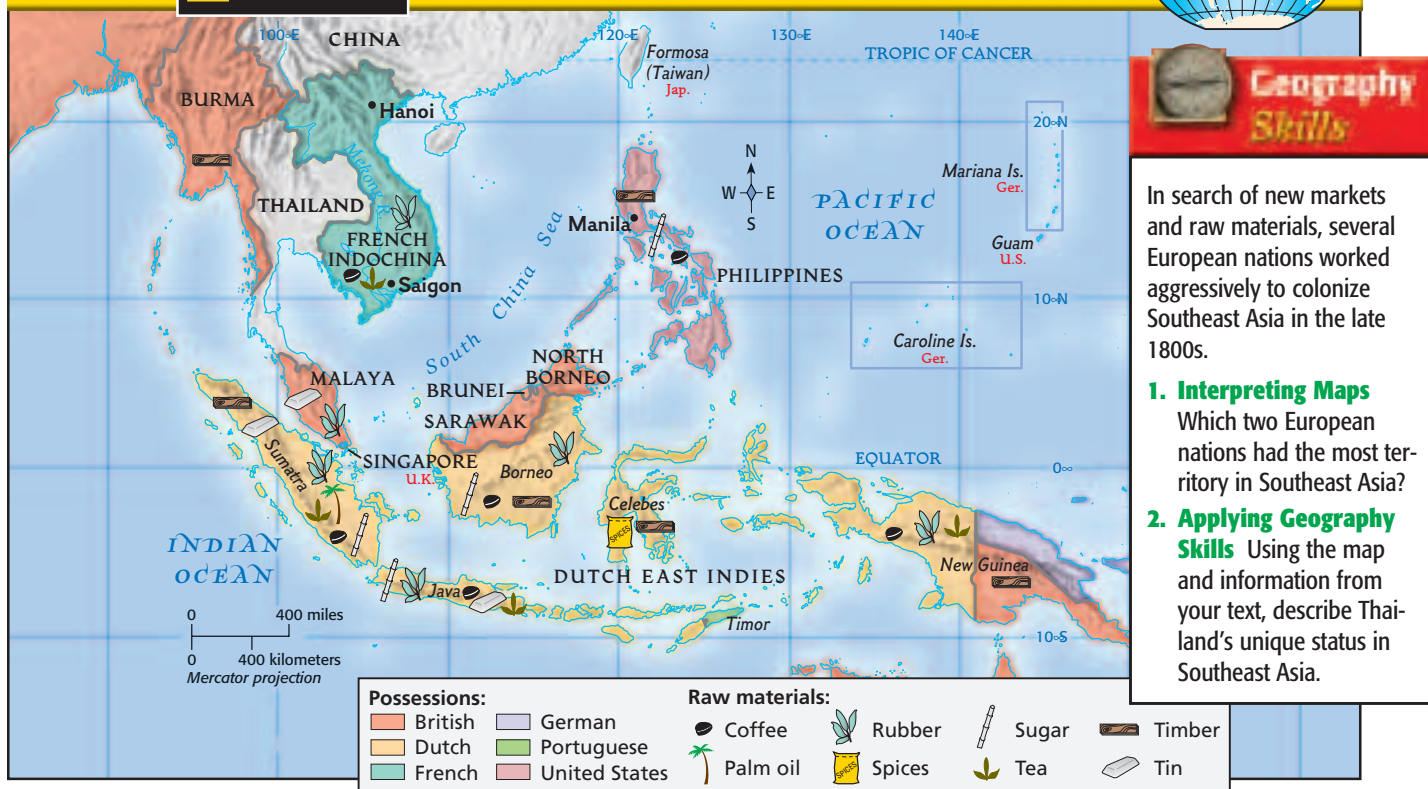 100°E
120°E
130°E
140°E
CHINA
Formosa
(Taiwan)
Jap.
TROPIC OF CANCER
BURMA
Hanoi
20°N
Mekong R.
N
W E
S
Mariana Is.
Ger.
THAILAND
PACIFIC
OCEAN
Manila
FRENCH
INDOCHINA
Guam
U.S.
Saigon
PHILIPPINES
South China Sea
10°N
Caroline Is.
Ger.
NORTH
BORNEO
MALAYA
BRUNEI
SARAWAK
SINGAPORE
U.K.
EQUATOR
0°
Sumatra
Borneo
Celebes
SPICES
INDIAN
OCEAN
New Guinea
DUTCH EAST INDIES
Java
Timor
10°S
0 400 miles
0 400 kilometers
Mercator projection
Possessions:
British
Dutch
French
German
Portuguese
United States
Raw materials:
Coffee
Palm oil
Rubber
SPICES
Spices
Sugar
Tea
Timber
Tin
Geography
Skills
In search of new markets
and raw materials, several
European nations worked
aggressively to colonize
Southeast Asia in the late
1800s.
1. Interpreting Maps
Which two European
nations had the most ter-
ritory in Southeast Asia?
2. Applying Geography
Skills Using the map
and information from
your text, describe Thai-
land's unique status in
Southeast Asia.